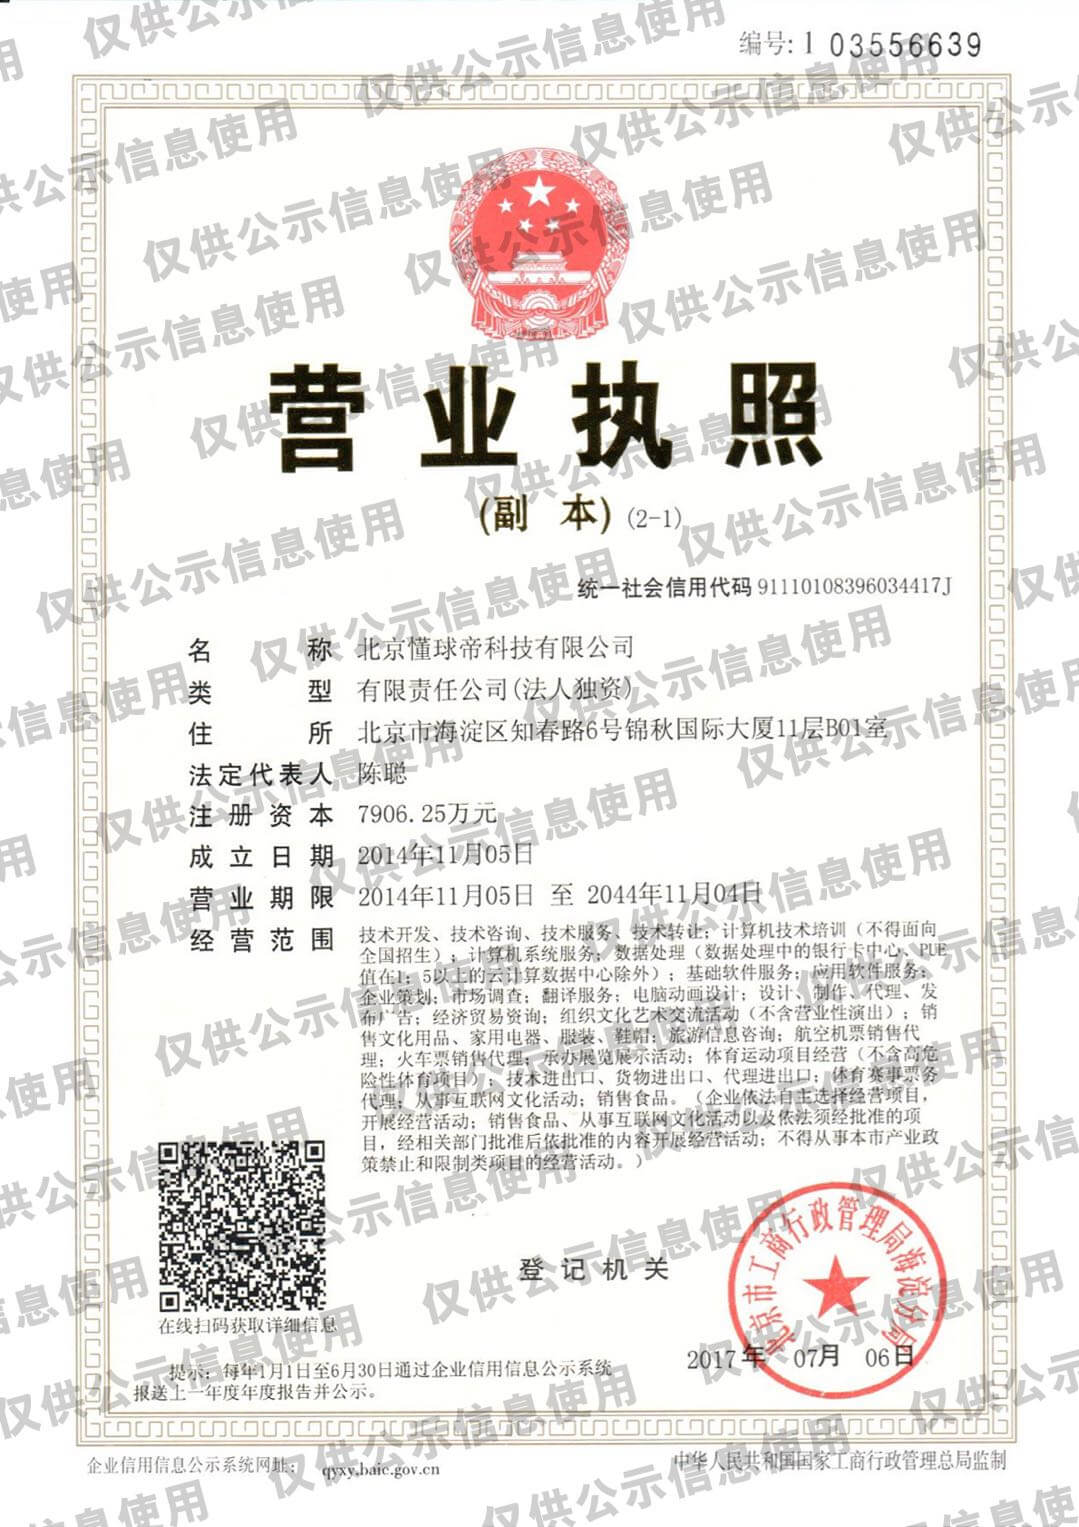 编号: 1 03556639
营业执照
(副 本) (2-1)
统一社会信用代码 91110108396034417J
名 称 北京懂球帝科技有限公司
类 型 有限责任公司(法人独资)
住 所 北京市海淀区知春路6号锦秋国际大厦11层B01室
法定代表人 陈聪
注 册 资 本 7906.25万元
成 立 日 期 2014年11月05日
营 业 期 限 2014年11月05日 至 2044年11月04日
经 营 范 围 技术开发、技术咨询、技术服务、技术转让；计算机技术培训（不得面向
全国招生）；计算机系统服务；数据处理（数据处理中的银行卡中心、PUE
值在1：5以上的云计算数据中心除外）；基础软件服务；应用软件服务；
企业策划；市场调查；翻译服务；电脑动画设计；设计、制作、代理、发
布广告；经济贸易资询；组织文化艺术交流活动（不含营业性演出）；销
售文化用品、家用电器、服装、鞋帽；旅游信息咨询；航空机票销售代
理；火车票销售代理；承办展览展示活动；体育运动项目经营（不含高危
险性体育项目）；技术进出口、货物进出口、代理进出口；体育赛事票务
代理；从事互联网文化活动；销售食品。（企业依法自主选择经营项目，
开展经营活动；销售食品、从事互联网文化活动以及依法须经批准的项
目，经相关部门批准后依批准的内容开展经营活动；不得从事本市产业政
策禁止和限制类项目的经营活动。）
在线扫码获取详细信息
登 记 机 关
北京市工商行政管理局海淀分局
2017年 07月 06日
提示：每年1月1日至6月30日通过企业信用信息公示系统
报送上一年度年度报告并公示。
企业信用信息公示系统网址： qyxy.baic.gov.cn
中华人民共和国国家工商行政管理总局监制
仅供公示信息使用